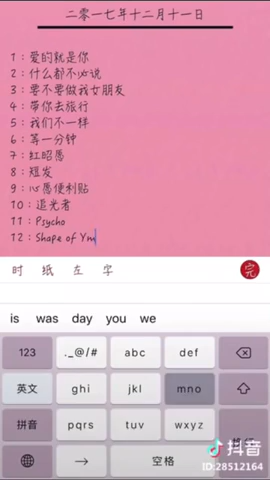 二零一七年十二月十一日
1：爱的就是你
2：什么都不必说
3：要不要做我女朋友
4：带你去旅行
5：我们不一样
6：等一分钟
7：红昭愿
8：短发
9：心愿便利贴
10：追光者
11：Psycho
12：Shape of Ym
时 纸 左 字 完
is was day you we
123 ._@/# abc def
英文 ghi jkl mno
拼音 pqrs tuv wxyz
空格
抖音
ID:28512164